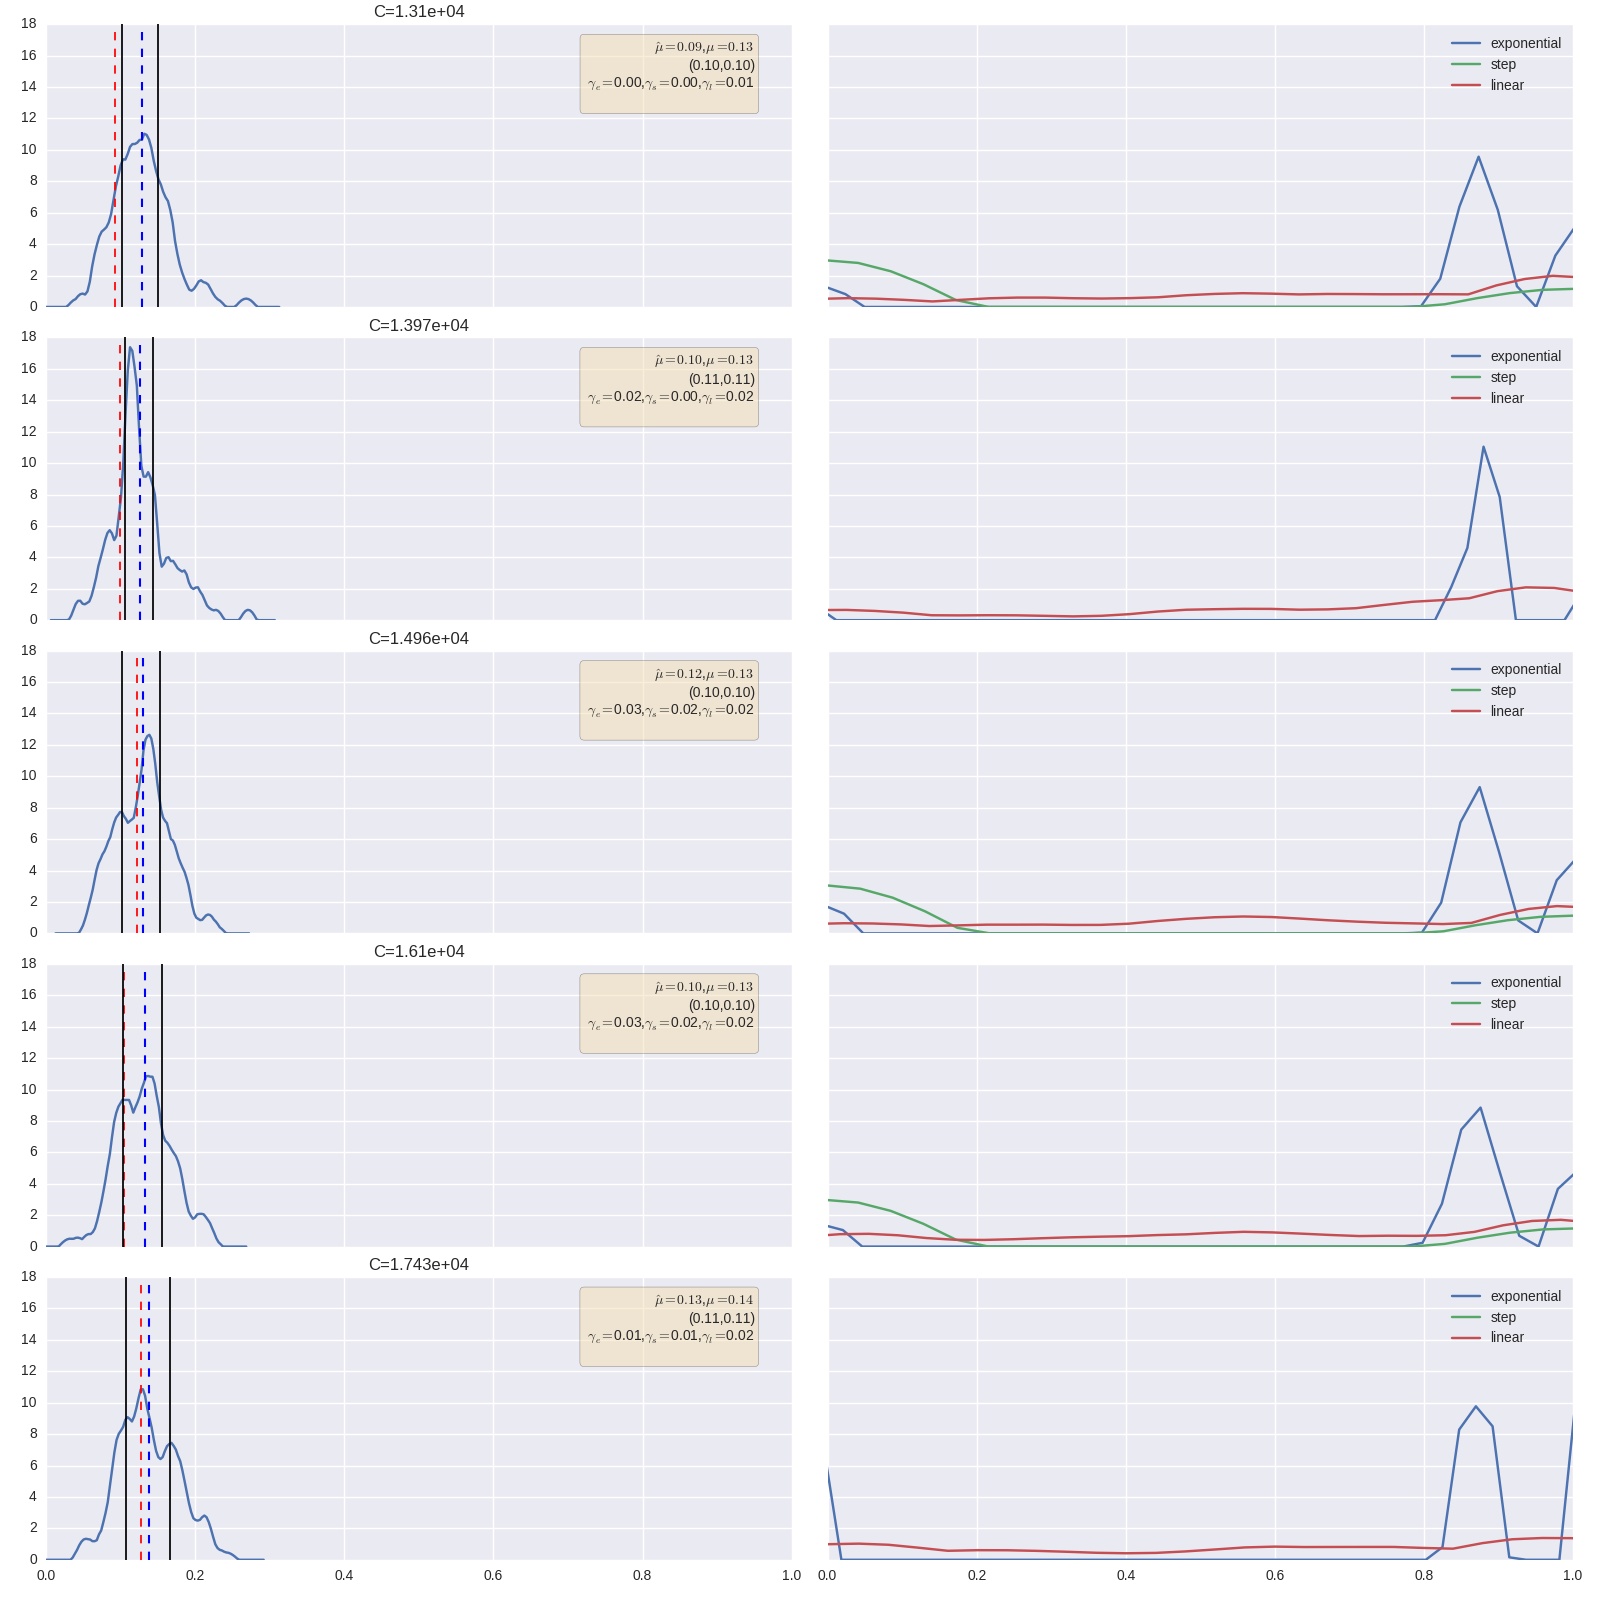 C=1.31e+04
18
16
14
12
10
8
6
4
2
0
μ̂ =0.09,μ =0.13
(0.10,0.10)
γe =0.00,γs =0.00,γl =0.01
exponential
step
linear
C=1.397e+04
18
16
14
12
10
8
6
4
2
0
μ̂ =0.10,μ =0.13
(0.11,0.11)
γe =0.02,γs =0.00,γl =0.02
exponential
step
linear
C=1.496e+04
18
16
14
12
10
8
6
4
2
0
μ̂ =0.12,μ =0.13
(0.10,0.10)
γe =0.03,γs =0.02,γl =0.02
exponential
step
linear
C=1.61e+04
18
16
14
12
10
8
6
4
2
0
μ̂ =0.10,μ =0.13
(0.10,0.10)
γe =0.03,γs =0.02,γl =0.02
exponential
step
linear
C=1.743e+04
18
16
14
12
10
8
6
4
2
0
μ̂ =0.13,μ =0.14
(0.11,0.11)
γe =0.01,γs =0.01,γl =0.02
exponential
step
linear
0.0 0.2 0.4 0.6 0.8 1.0
0.0 0.2 0.4 0.6 0.8 1.0